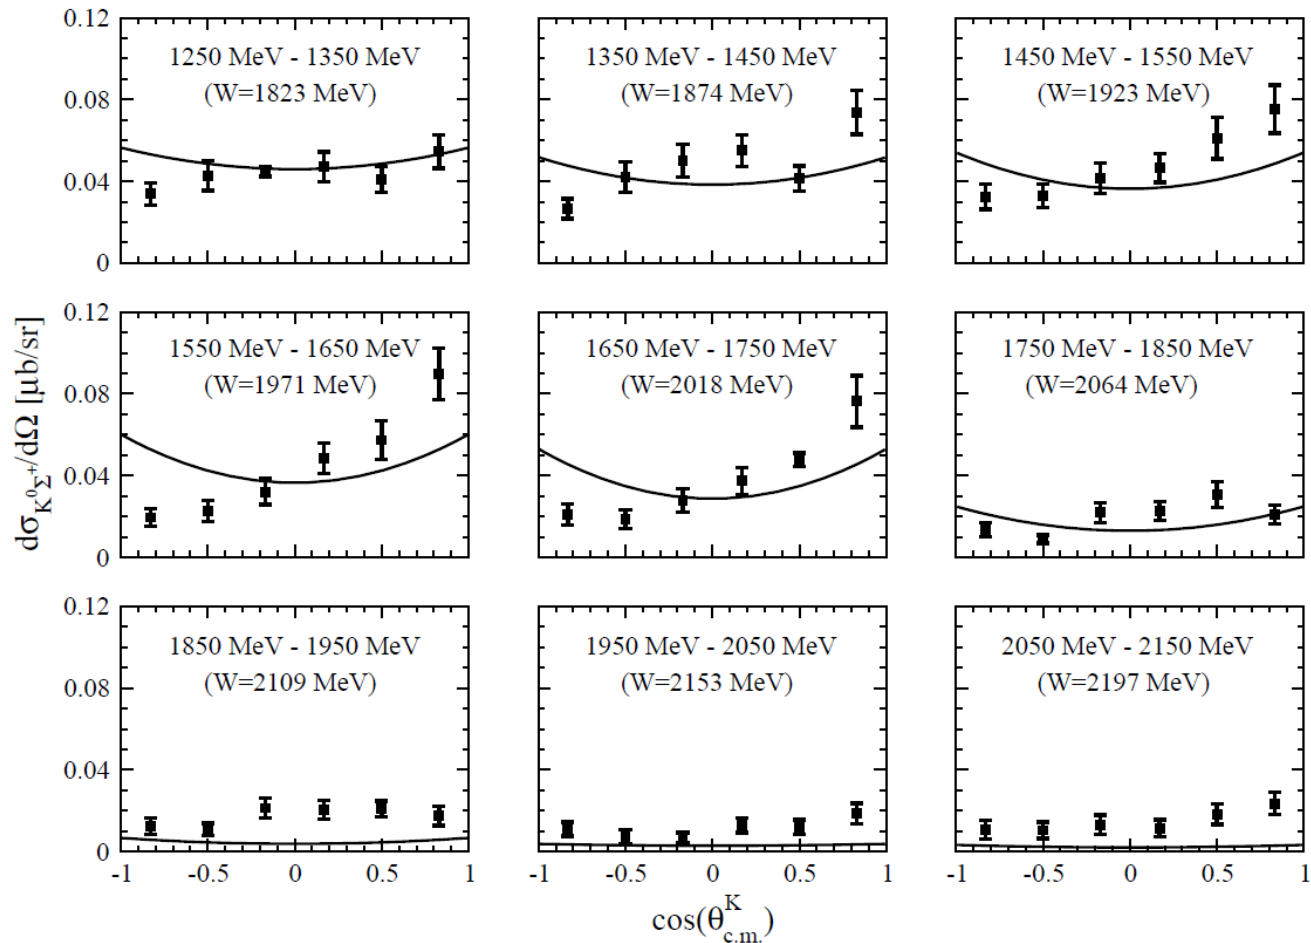 0.12
0.08
0.04
0
1250 MeV - 1350 MeV
(W=1823 MeV)
1350 MeV - 1450 MeV
(W=1874 MeV)
1450 MeV - 1550 MeV
(W=1923 MeV)
dσ_{K⁰Σ⁺}/dΩ [μb/sr]
0.12
0.08
0.04
0
1550 MeV - 1650 MeV
(W=1971 MeV)
1650 MeV - 1750 MeV
(W=2018 MeV)
1750 MeV - 1850 MeV
(W=2064 MeV)
0.12
0.08
0.04
0
1850 MeV - 1950 MeV
(W=2109 MeV)
1950 MeV - 2050 MeV
(W=2153 MeV)
2050 MeV - 2150 MeV
(W=2197 MeV)
-1 -0.5 0 0.5 1
-1 -0.5 0 0.5 1
-1 -0.5 0 0.5 1
cos(θ^K_{c.m.})